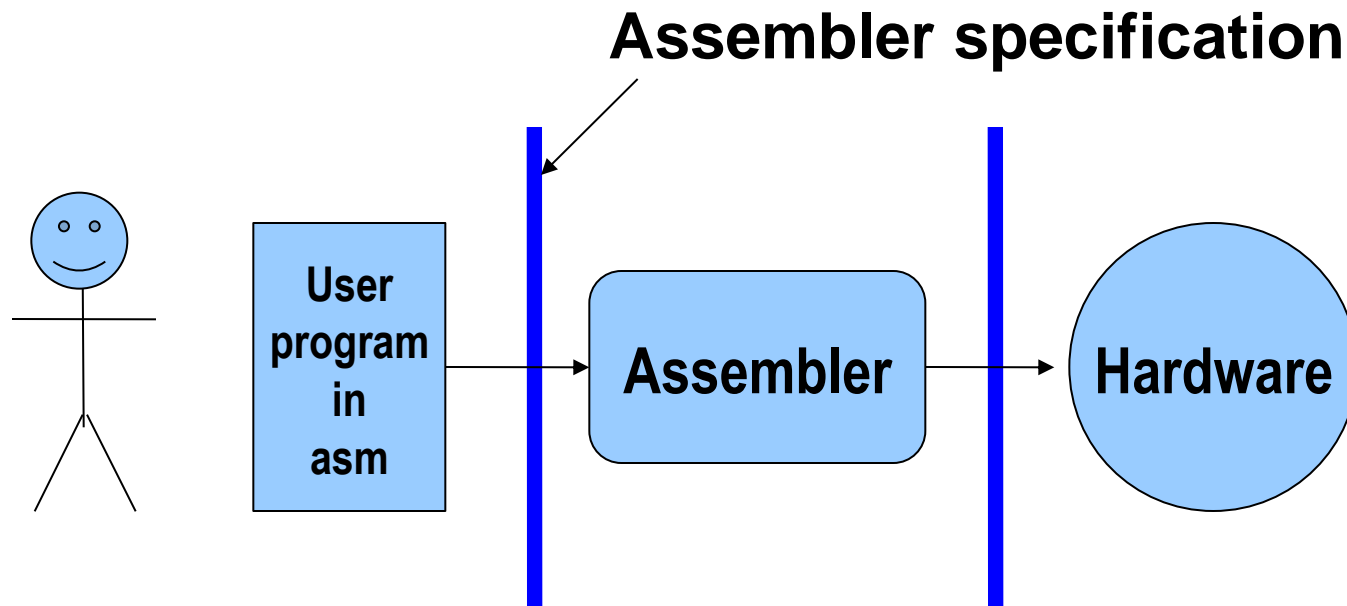 Assembler specification
User
program
in
asm
Assembler
Hardware